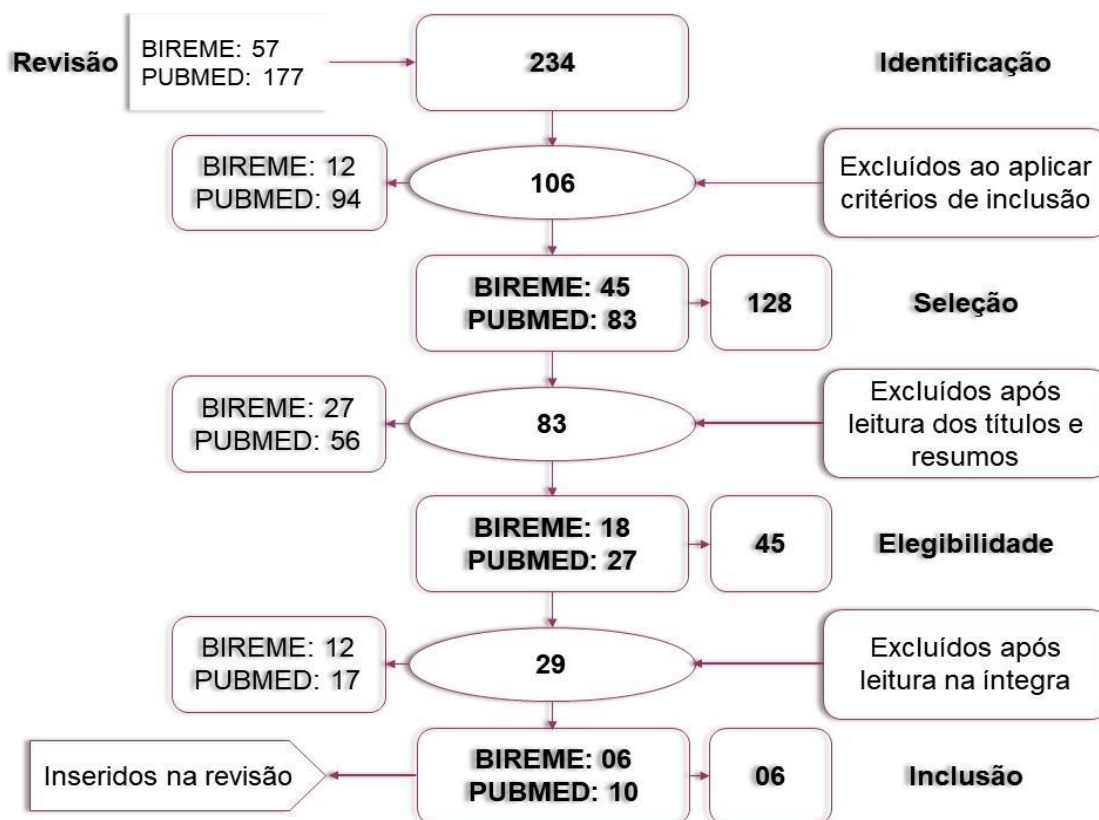 Revisão
BIREME: 57
PUBMED: 177
234
Identificação
BIREME: 12
PUBMED: 94
106
Excluídos ao aplicar
critérios de inclusão
BIREME: 45
PUBMED: 83
128
Seleção
BIREME: 27
PUBMED: 56
83
Excluídos após
leitura dos títulos e
resumos
BIREME: 18
PUBMED: 27
45
Elegibilidade
BIREME: 12
PUBMED: 17
29
Excluídos após
leitura na íntegra
Inseridos na revisão
BIREME: 06
PUBMED: 10
06
Inclusão